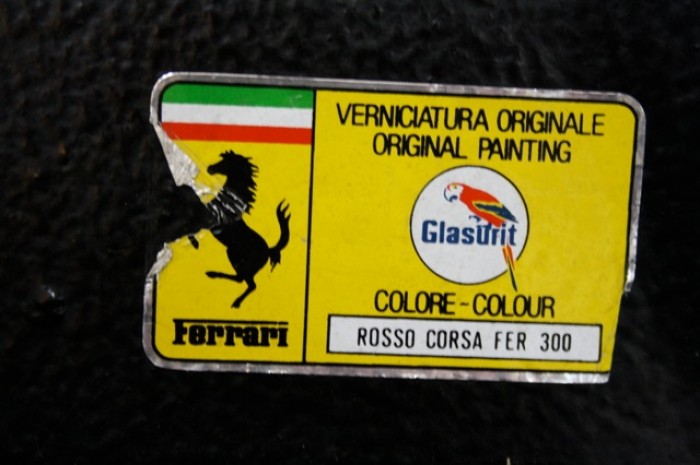 VERNICIATURA ORIGINALE
ORIGINAL PAINTING
Glasurit
COLORE-COLOUR
Ferrari
ROSSO CORSA FER 300